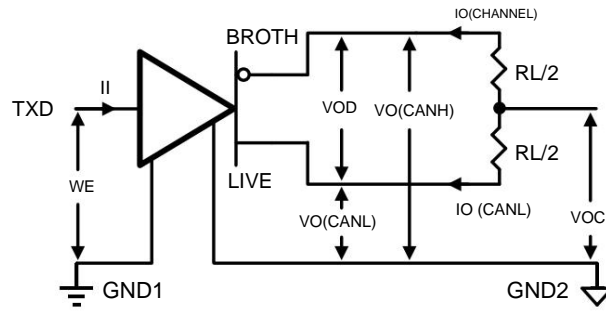 BROTH
IO(CHANNEL)
II
RL/2
TXD
VOD
VO(CANH)
RL/2
WE
LIVE
VO(CANL)
IO (CANL)
VOC
GND1
GND2